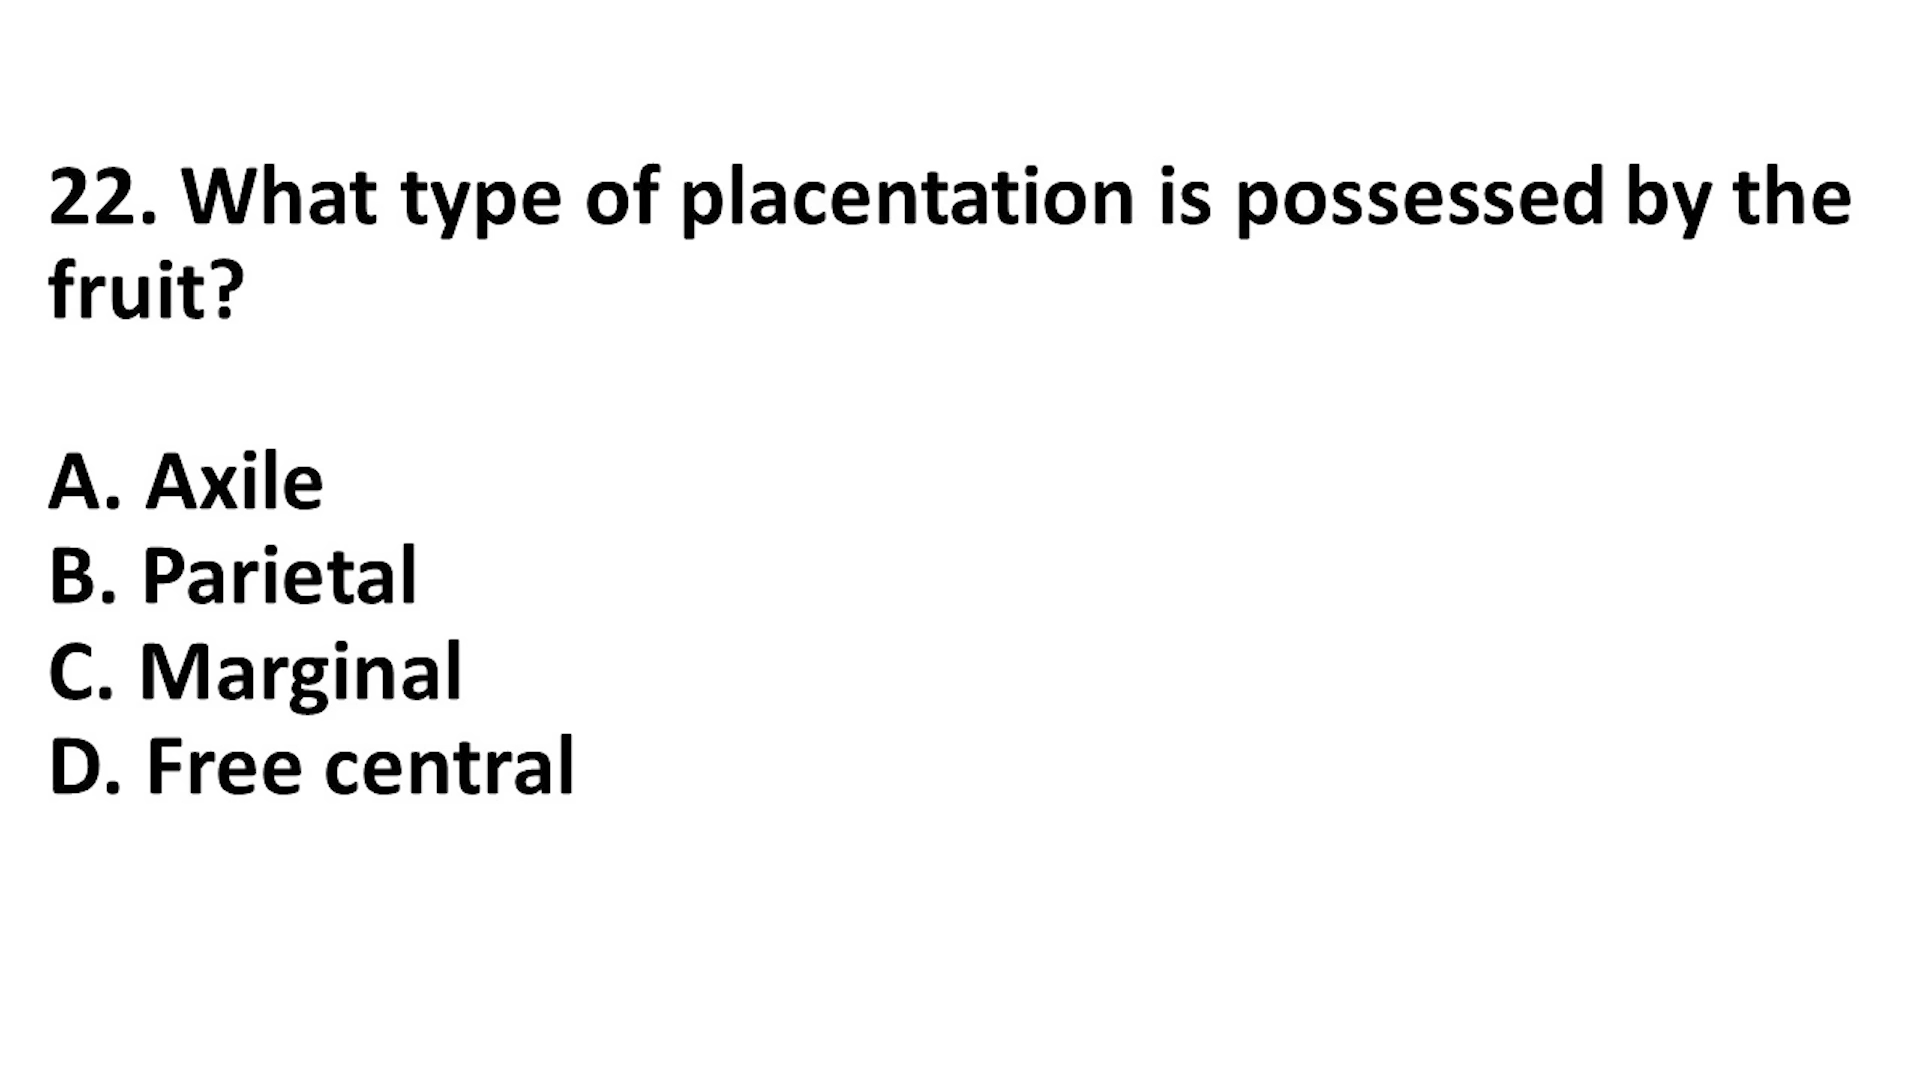 22. What type of placentation is possessed by the
fruit?
A. Axile
B. Parietal
C. Marginal
D. Free central